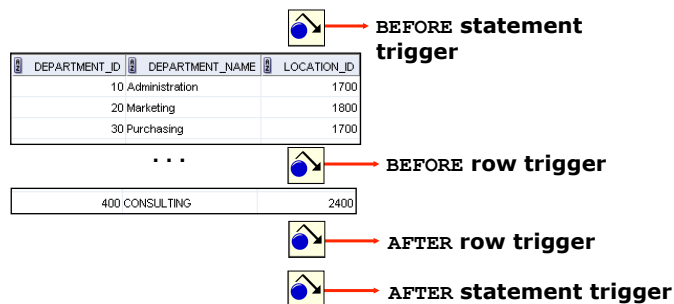 BEFORE statement
trigger
DEPARTMENT_ID DEPARTMENT_NAME LOCATION_ID
10 Administration 1700
20 Marketing 1800
30 Purchasing 1700
...
BEFORE row trigger
400 CONSULTING 2400
AFTER row trigger
AFTER statement trigger